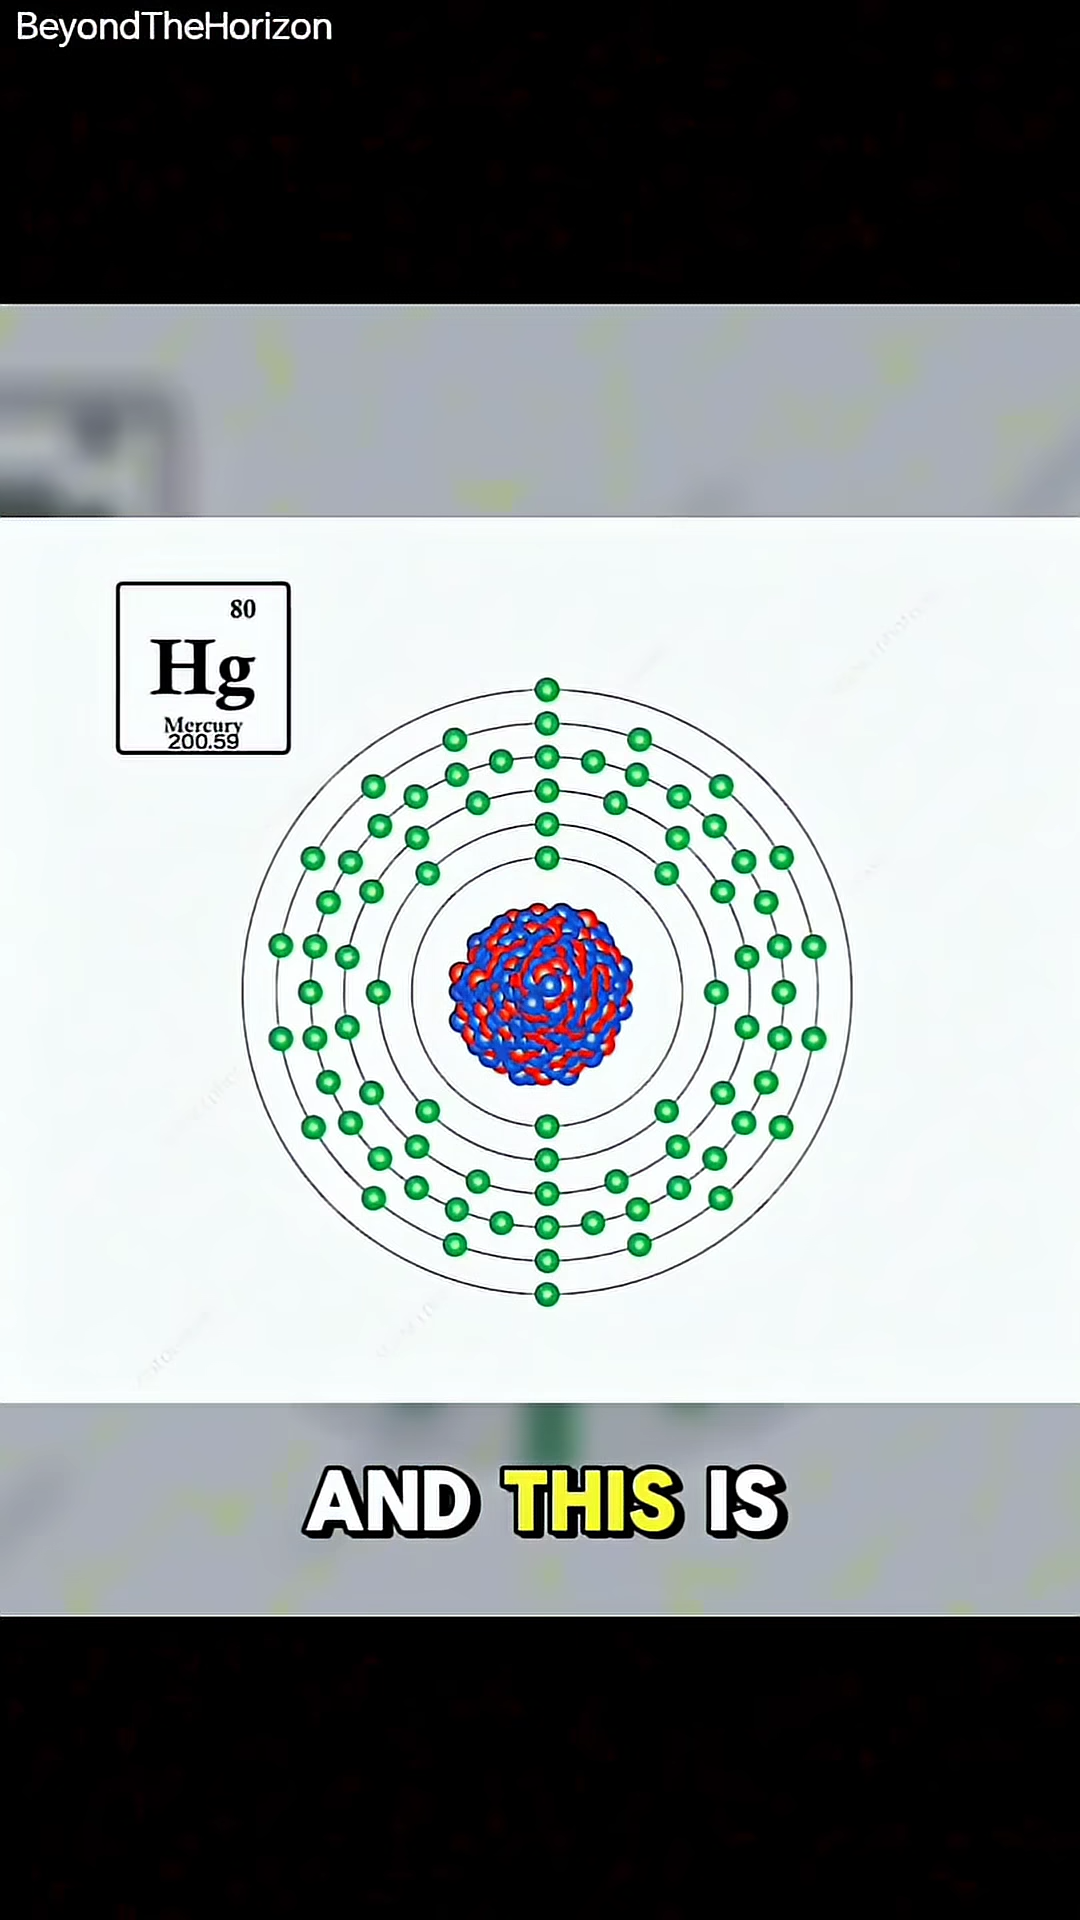 BeyondTheHorizon
80
Hg
Mercury
200.59
AND THIS IS